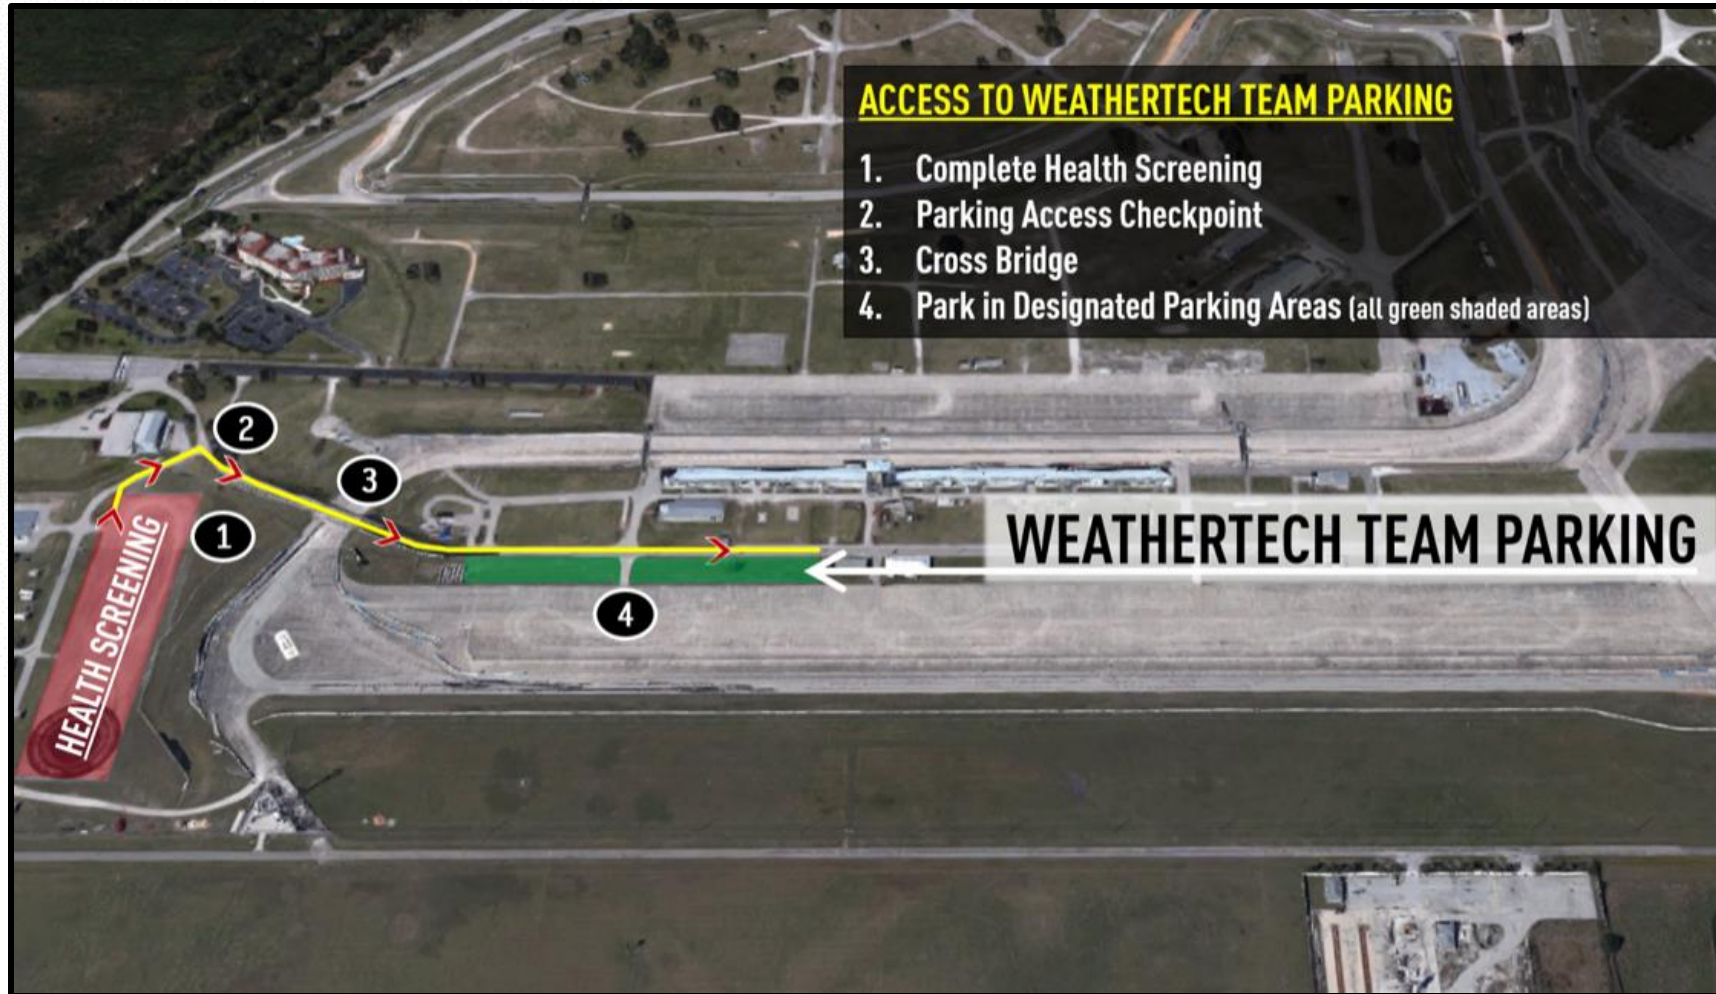 ACCESS TO WEATHERTECH TEAM PARKING
1. Complete Health Screening
2. Parking Access Checkpoint
3. Cross Bridge
4. Park in Designated Parking Areas (all green shaded areas)
2
3
1
HEALTH SCREENING
WEATHERTECH TEAM PARKING
4